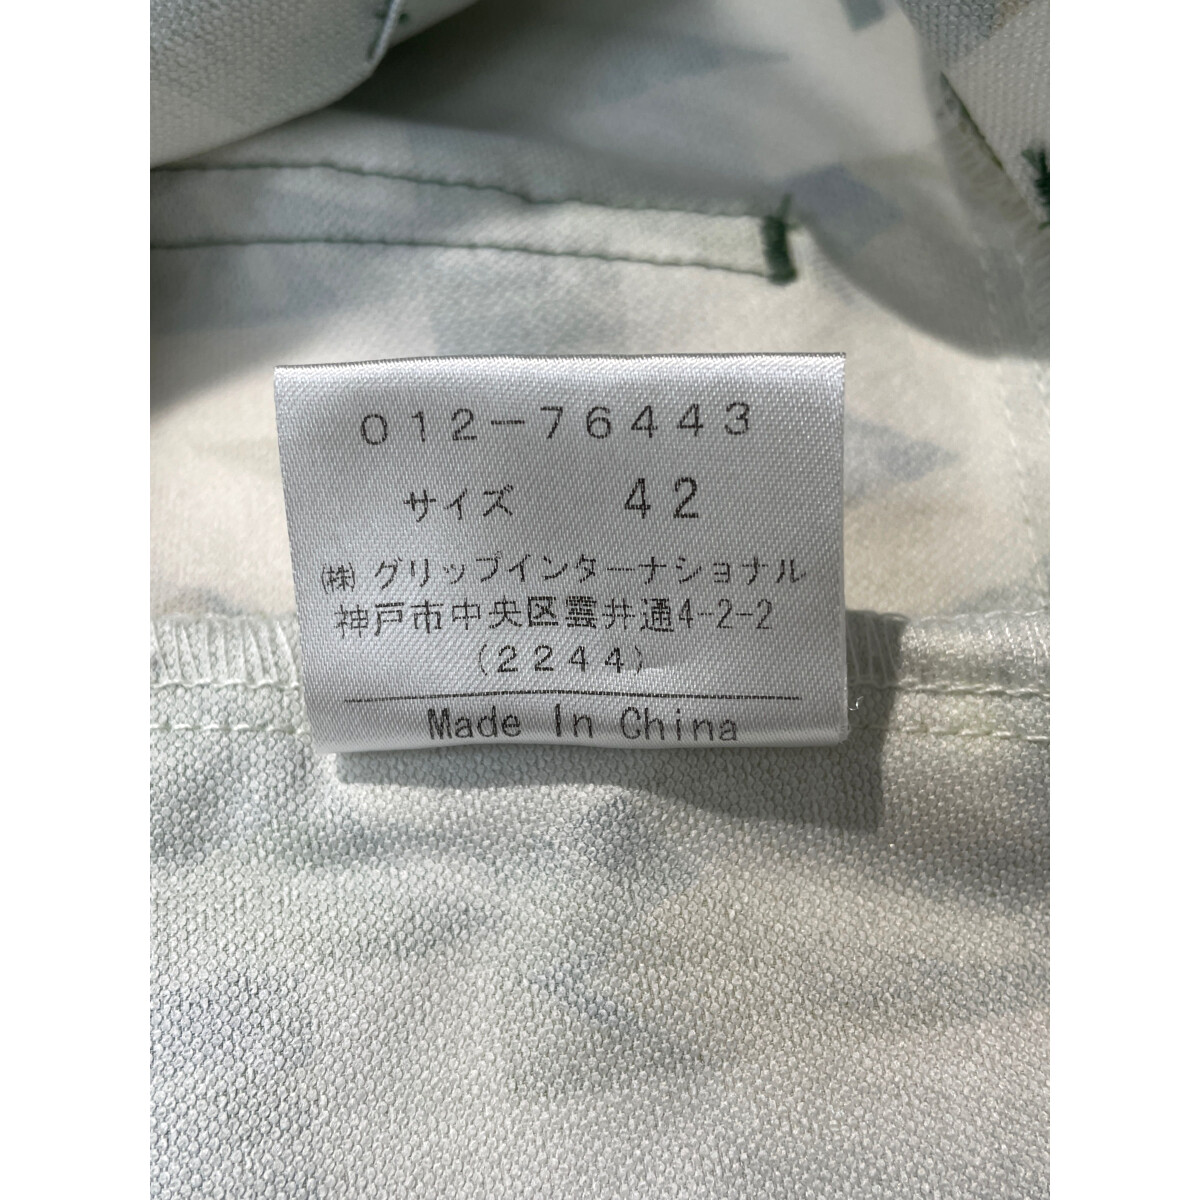 012-76443
サイズ 42
㈱グリップインターナショナル
神戸市中央区雲井通4-2-2
(2244)
Made In China